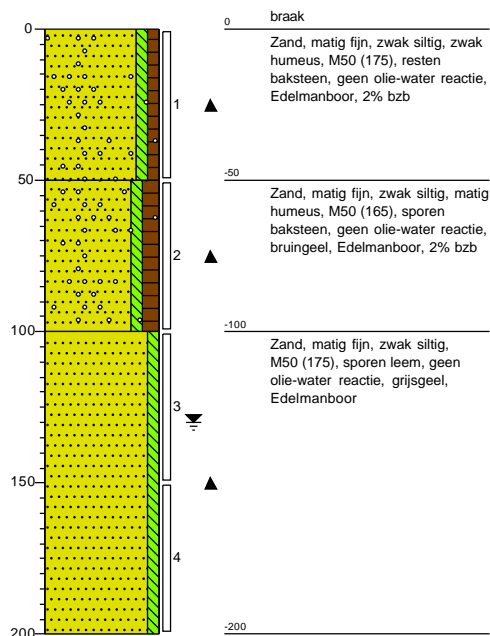 0
0
braak
Zand, matig fijn, zwak siltig, zwak
humeus, M50 (175), resten
baksteen, geen olie-water reactie,
Edelmanboor, 2% bzb
1
50
-50
Zand, matig fijn, zwak siltig, matig
humeus, M50 (165), sporen
baksteen, geen olie-water reactie,
bruingeel, Edelmanboor, 2% bzb
2
100
-100
Zand, matig fijn, zwak siltig,
M50 (175), sporen leem, geen
olie-water reactie, grijsgeel,
Edelmanboor
3
150
4
200
-200